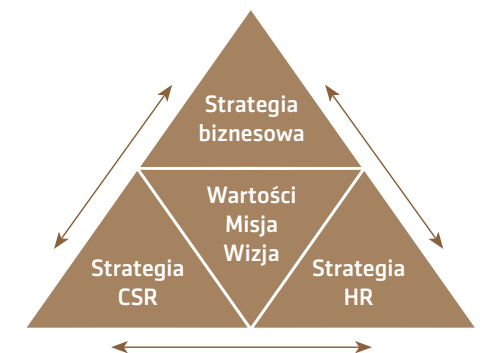 Strategia
biznesowa
Wartości
Misja
Wizja
Strategia
CSR
Strategia
HR